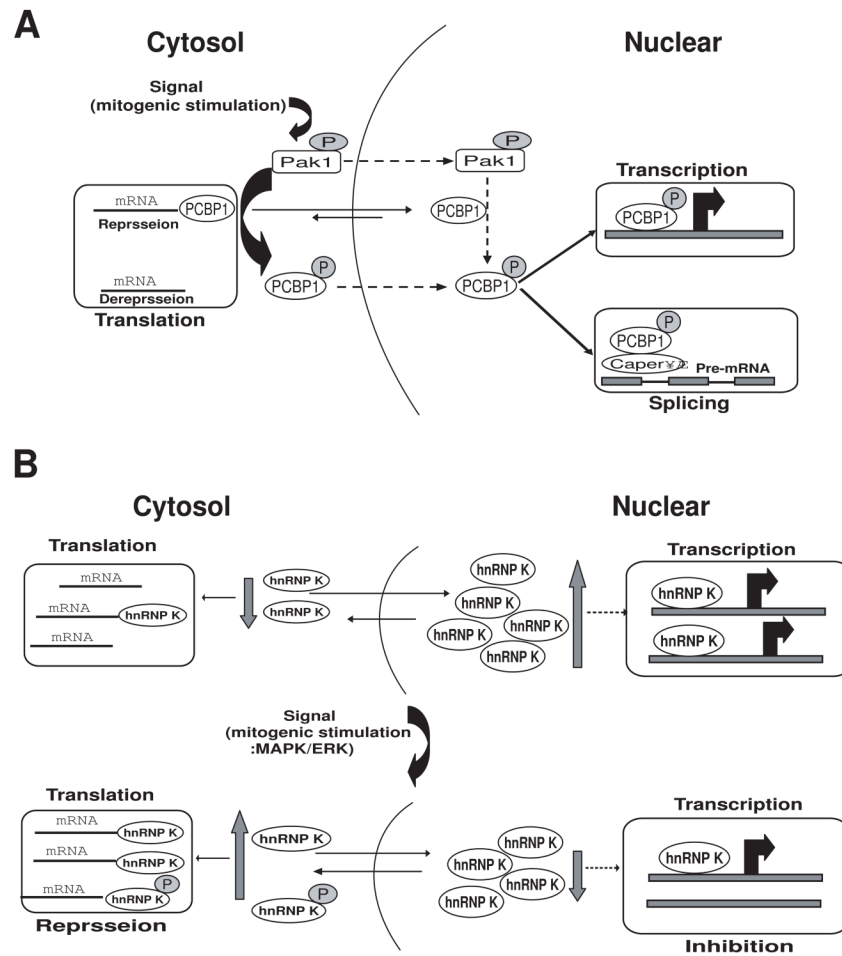 A
Cytosol
Nuclear
Signal
(mitogenic stimulation)
P
Pak1
P
Pak1
Transcription
P
PCBP1
mRNA
PCBP1
Reprsseion
PCBP1
mRNA
Dereprsseion
Translation
P
PCBP1
P
PCBP1
P
PCBP1
Caper¥Æ
Pre-mRNA
Splicing
B
Cytosol
Nuclear
Translation
mRNA
mRNA
hnRNP K
mRNA
hnRNP K
hnRNP K
hnRNP K
hnRNP K
hnRNP K
hnRNP K
hnRNP K
Transcription
hnRNP K
hnRNP K
Signal
(mitogenic stimulation
:MAPK/ERK)
Translation
mRNA
hnRNP K
mRNA
hnRNP K
mRNA
P
hnRNP K
Reprsseion
hnRNP K
P
hnRNP K
hnRNP K
hnRNP K
hnRNP K
hnRNP K
Transcription
hnRNP K
Inhibition